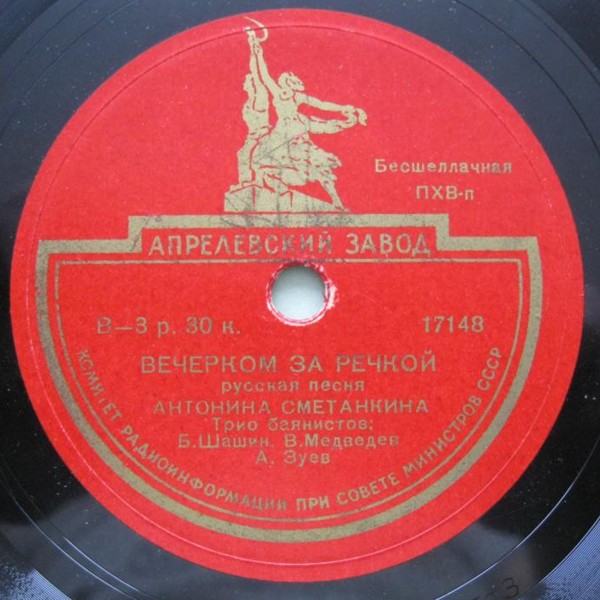 Бесшеллачная
ПХВ-п
АПРЕЛЕВСКИЙ ЗАВОД
В—3 р. 30 к.
17148
ВЕЧЕРКОМ ЗА РЕЧКОЙ
русская песня
АНТОНИНА СМЕТАНКИНА
Трио баянистов:
Б. Шашин, В. Медведев
А. Зуев
КОМИТЕТ РАДИОИНФОРМАЦИИ ПРИ СОВЕТЕ МИНИСТРОВ СССР